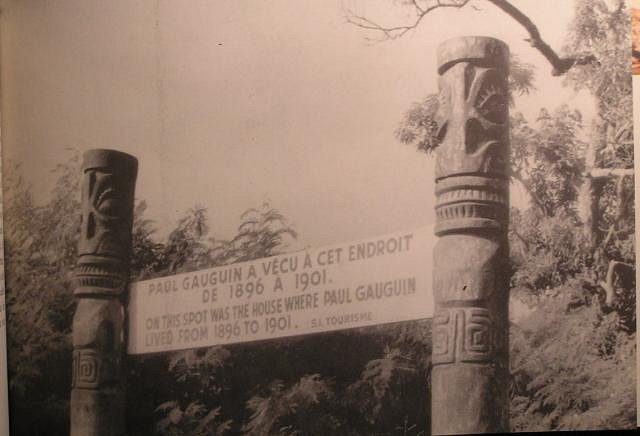 PAUL GAUGUIN A VÉCU À CET ENDROIT
DE 1896 A 1901.
ON THIS SPOT WAS THE HOUSE WHERE PAUL GAUGUIN
LIVED FROM 1896 TO 1901. S.I. TOURISME